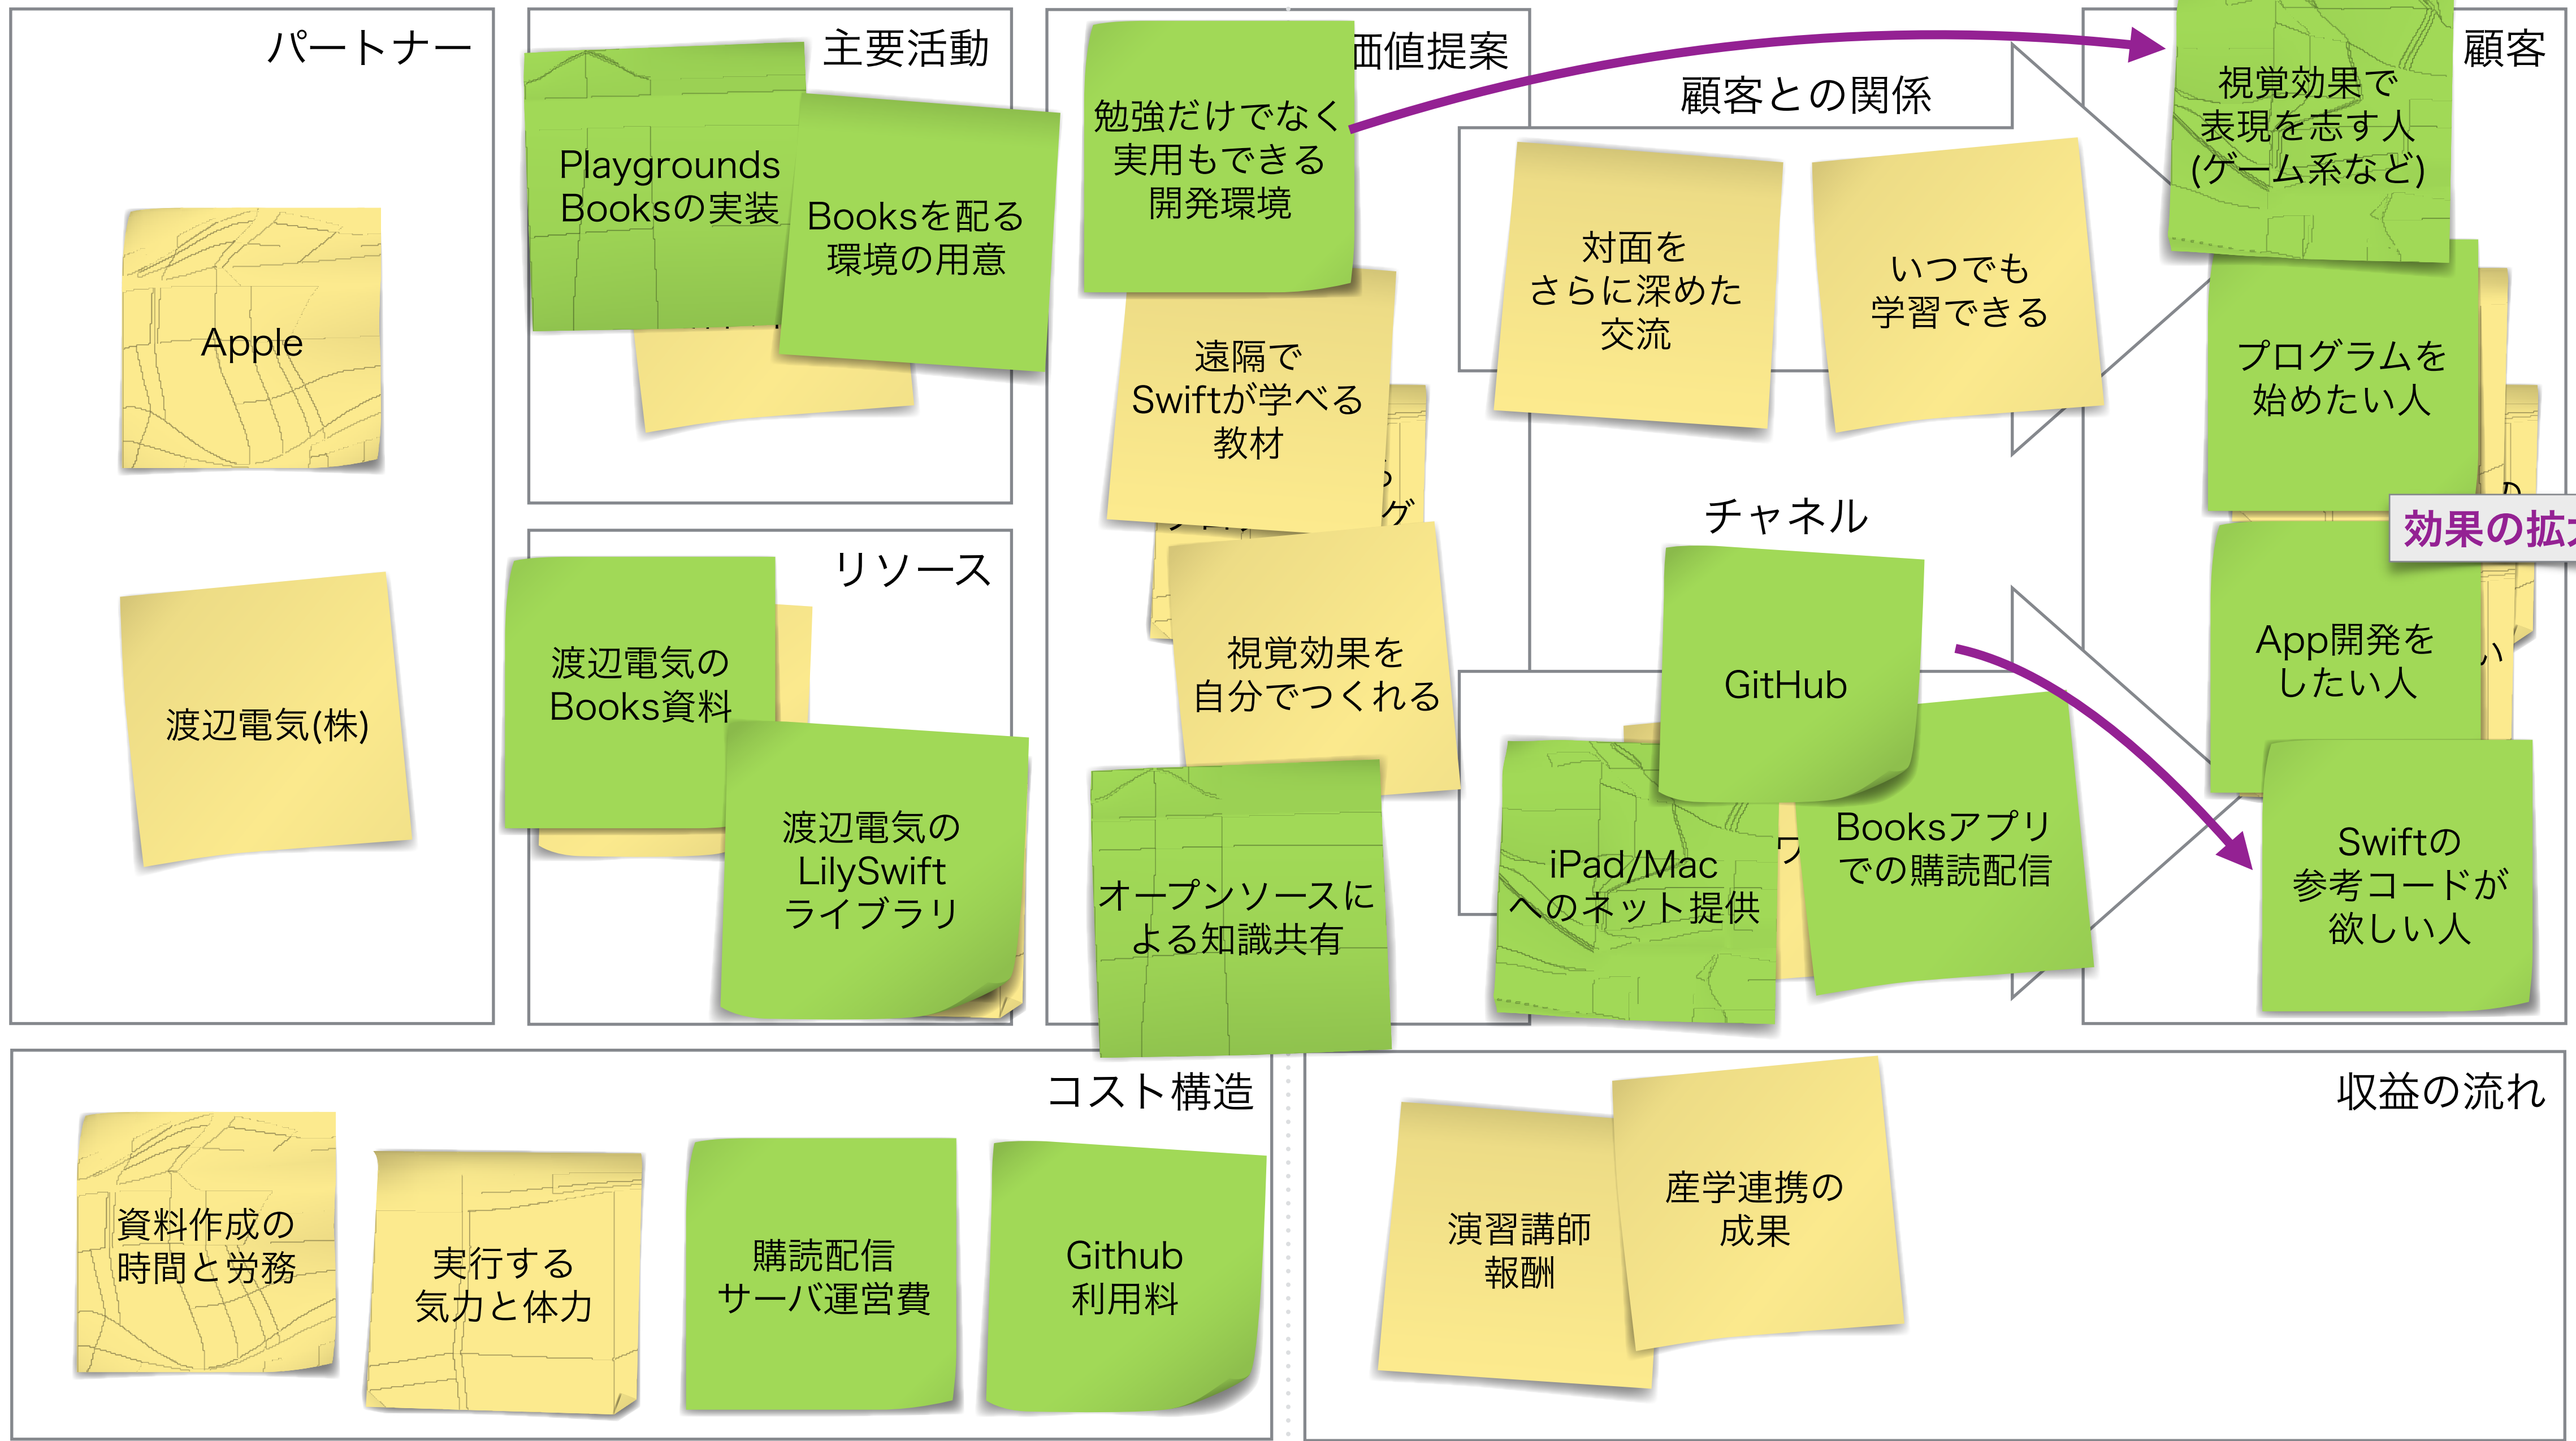 パートナー
Apple
渡辺電気(株)
主要活動
Playgrounds
Booksの実装
Booksを配る
環境の用意
リソース
渡辺電気の
Books資料
渡辺電気の
LilySwift
ライブラリ
価値提案
勉強だけでなく
実用もできる
開発環境
遠隔で
Swiftが学べる
教材
視覚効果を
自分でつくれる
オープンソースに
よる知識共有
顧客との関係
対面を
さらに深めた
交流
いつでも
学習できる
チャネル
GitHub
iPad/Mac
へのネット提供
Booksアプリ
での購読配信
顧客
視覚効果で
表現を志す人
(ゲーム系など)
プログラムを
始めたい人
効果の拡
App開発を
したい人
Swiftの
参考コードが
欲しい人
コスト構造
資料作成の
時間と労務
実行する
気力と体力
購読配信
サーバ運営費
Github
利用料
収益の流れ
演習講師
報酬
産学連携の
成果